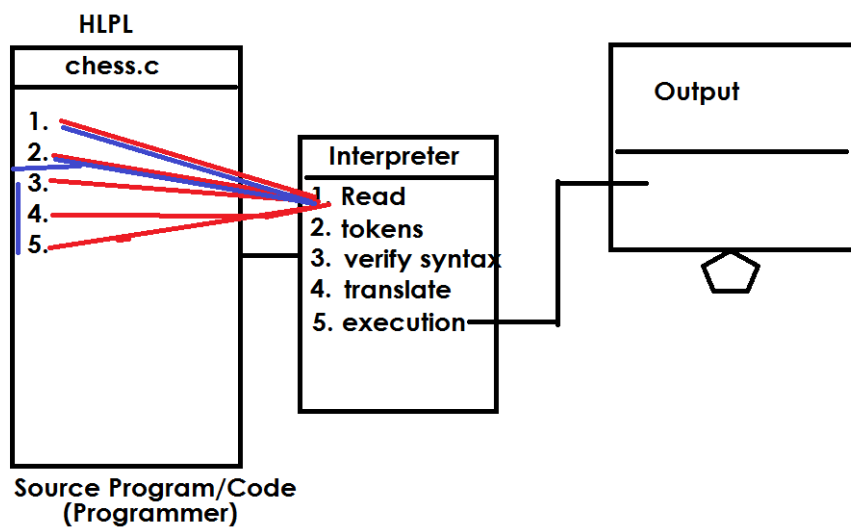 HLPL
chess.c
1.
2.
3.
4.
5.
Source Program/Code
(Programmer)
Interpreter
1 Read
2. tokens
3. verify syntax
4. translate
5. execution
Output